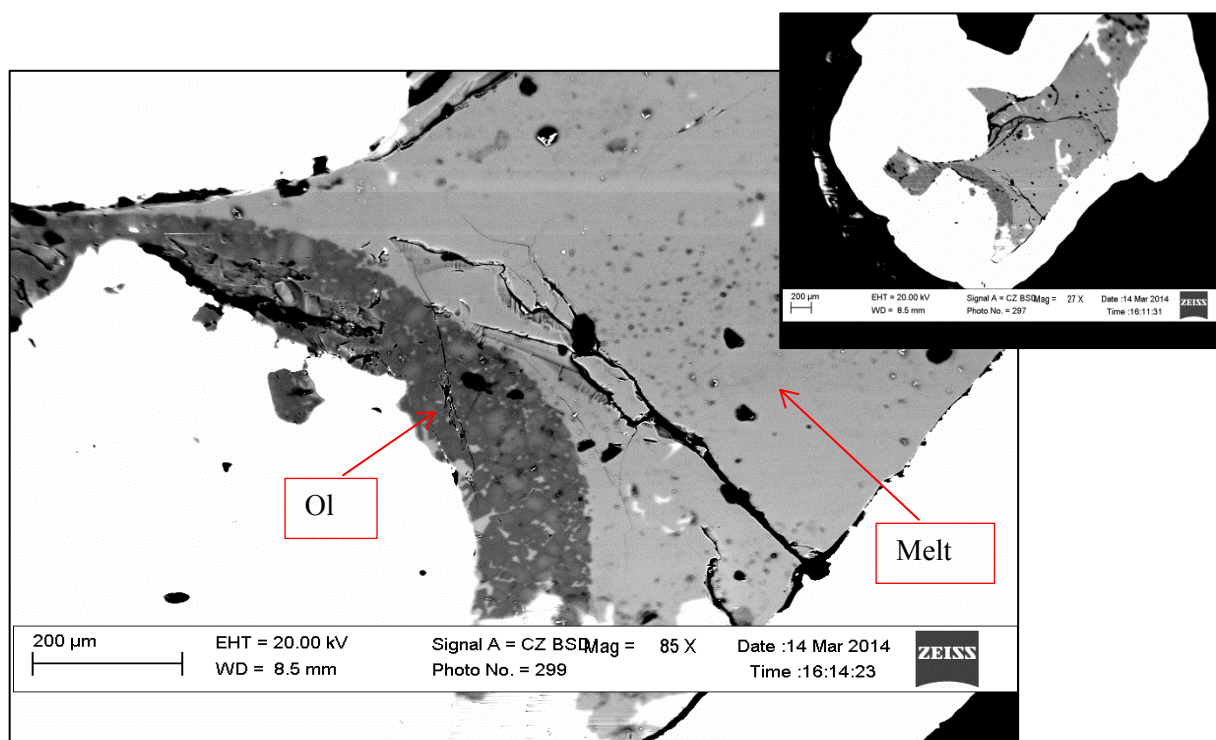 200 µm
EHT = 20.00 kV
Signal A = CZ BSD
Mag = 27 X
Date :14 Mar 2014
WD = 8.5 mm
Photo No. = 297
Time :16:11:31
ZEISS
Ol
Melt
200 µm
EHT = 20.00 kV
Signal A = CZ BSD
Mag = 85 X
Date :14 Mar 2014
WD = 8.5 mm
Photo No. = 299
Time :16:14:23
ZEISS